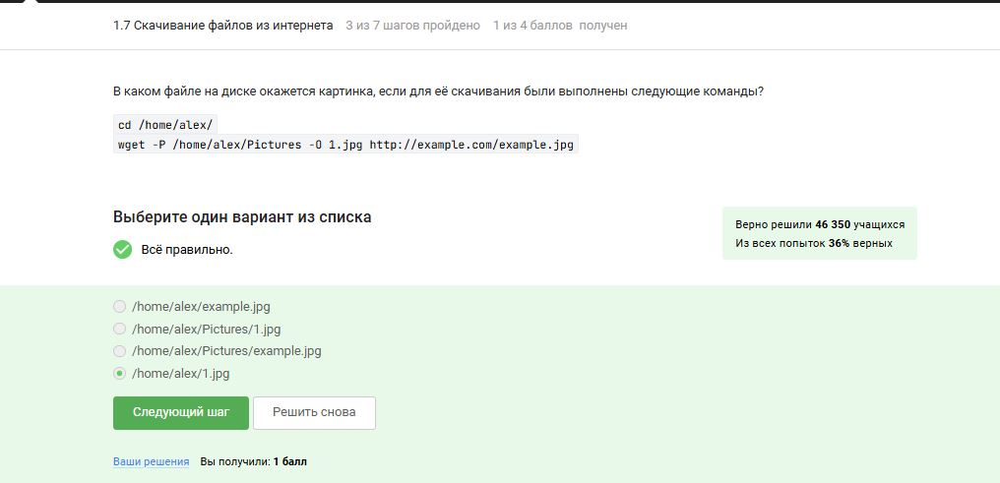 1.7 Скачивание файлов из интернета 3 из 7 шагов пройдено 1 из 4 баллов получен
В каком файле на диске окажется картинка, если для её скачивания были выполнены следующие команды?
cd /home/alex/
wget -P /home/alex/Pictures -O 1.jpg http://example.com/example.jpg
Выберите один вариант из списка
Всё правильно.
Верно решили 46 350 учащихся
Из всех попыток 36% верных
/home/alex/example.jpg
/home/alex/Pictures/1.jpg
/home/alex/Pictures/example.jpg
/home/alex/1.jpg
Следующий шаг Решить снова
Ваши решения Вы получили: 1 балл